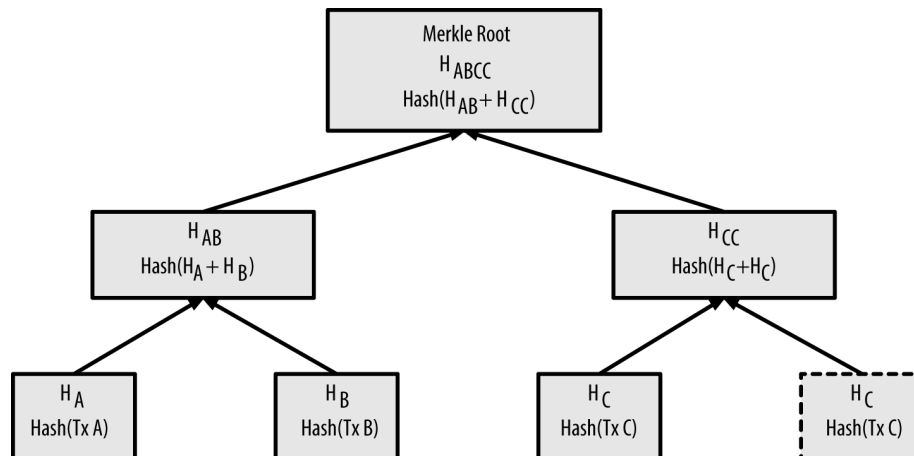 Merkle Root
H ABCC
Hash(H AB + H CC)
H AB
Hash(H A + H B)
H CC
Hash(H C + H C)
H A
Hash(Tx A)
H B
Hash(Tx B)
H C
Hash(Tx C)
H C
Hash(Tx C)